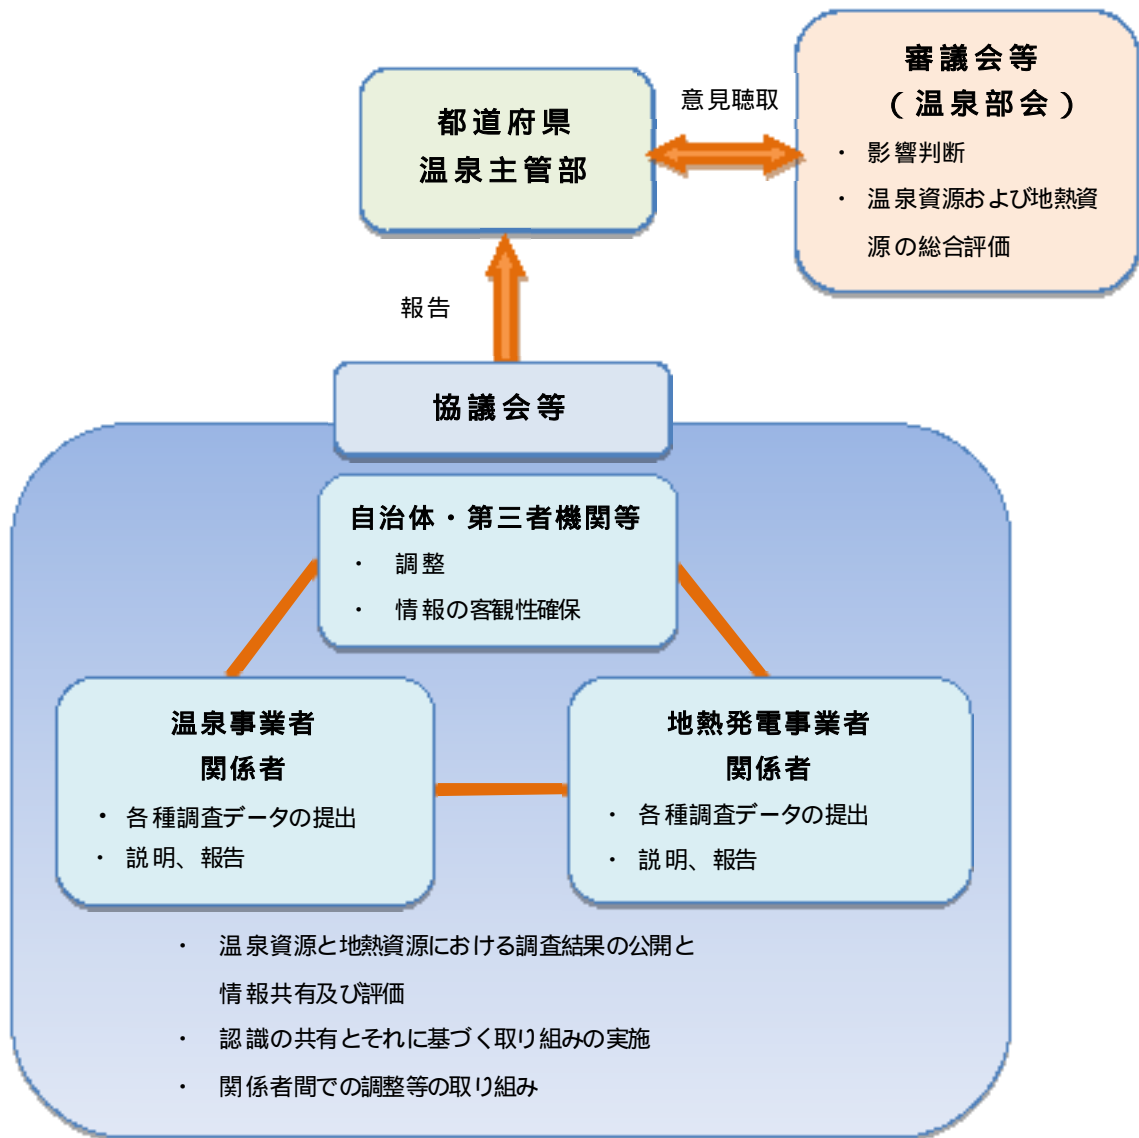 審議会等
（温泉部会）
・ 影響判断
・ 温泉資源および地熱資
源の総合評価
意見聴取
都道府県
温泉主管部
報告
協議会等
自治体・第三者機関等
・ 調整
・ 情報の客観性確保
温泉事業者
関係者
・ 各種調査データの提出
・ 説明、報告
地熱発電事業者
関係者
・ 各種調査データの提出
・ 説明、報告
・ 温泉資源と地熱資源における調査結果の公開と
情報共有及び評価
・ 認識の共有とそれに基づく取り組みの実施
・ 関係者間での調整等の取り組み